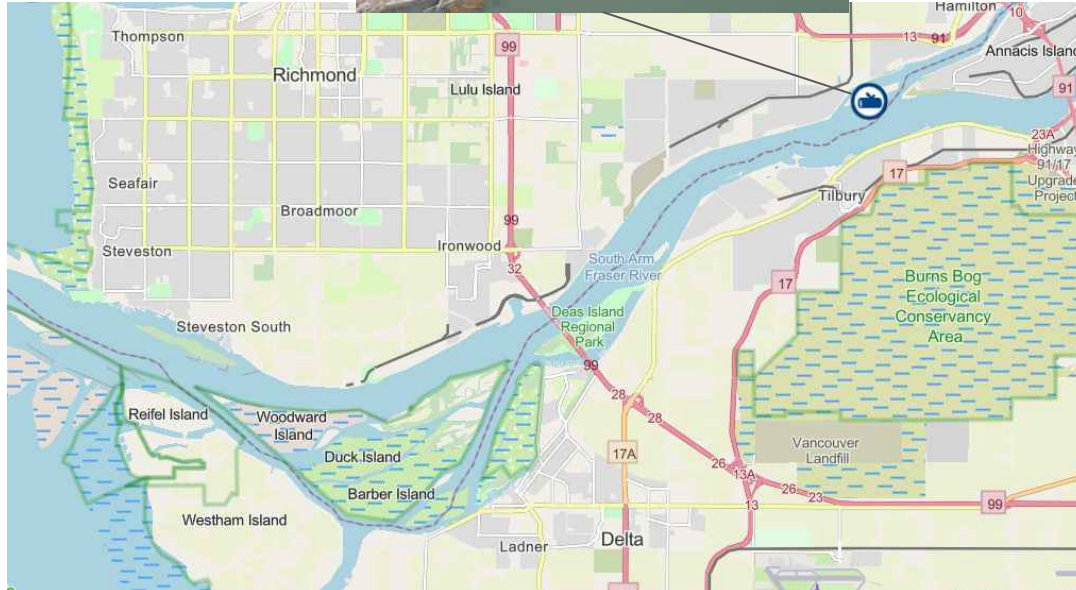 Hamilton
10
13
91
Thompson
99
Annacis Island
Richmond
Lulu Island
91
23A
Highway
91/17
Upgrade
Project
17
Seafair
Tilbury
Broadmoor
99
Steveston
Ironwood
32
South Arm
Fraser River
17
Burns Bog
Ecological
Conservancy
Area
Deas Island
Regional
Park
Steveston South
99
28
Reifel Island
Woodward
Island
28
Vancouver
Landfill
17A
Duck Island
26
13A
26
23
Barber Island
13
99
Westham Island
Ladner
Delta